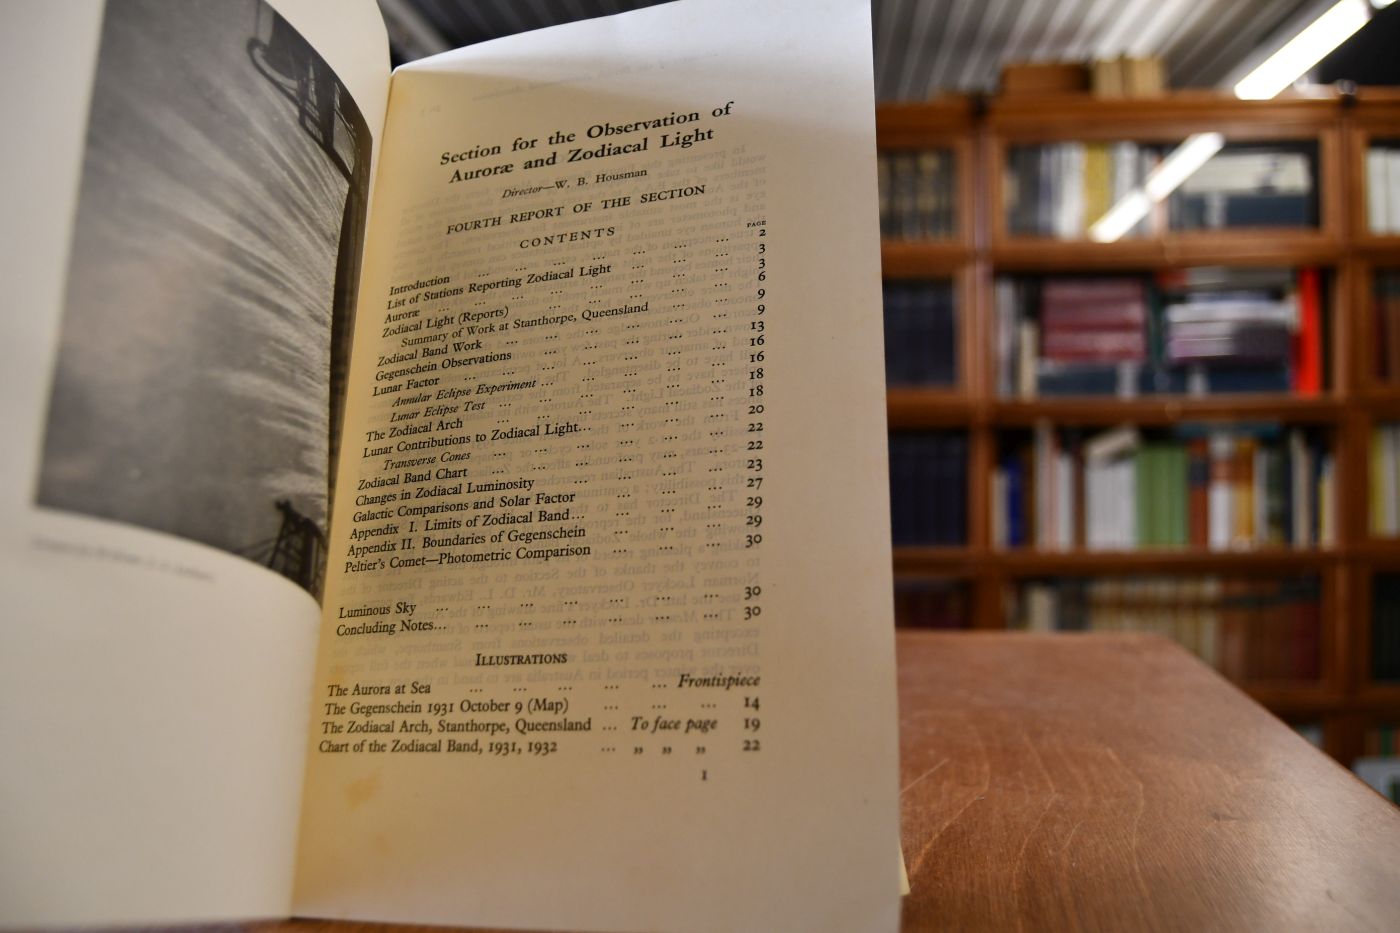 Section for the Observation of
Auroræ and Zodiacal Light
Director—W. B. Housman
FOURTH REPORT OF THE SECTION
CONTENTS
PAGE
Introduction ... ... ... ... ... ... ... 2
List of Stations Reporting Zodiacal Light ... ... ... 3
Auroræ ... ... ... ... ... ... ... 3
Zodiacal Light (Reports) ... ... ... ... ... 6
Summary of Work at Stanthorpe, Queensland ... ... 9
Zodiacal Band Work ... ... ... ... ... 9
Gegenschein Observations ... ... ... ... ... 13
Lunar Factor ... ... ... ... ... ... 16
Annular Eclipse Experiment ... ... ... ... ... 16
Lunar Eclipse Test ... ... ... ... ... 18
The Zodiacal Arch ... ... ... ... ... 18
Lunar Contributions to Zodiacal Light... ... ... ... 20
Transverse Cones ... ... ... ... ... 22
Zodiacal Band Chart ... ... ... ... ... 22
Changes in Zodiacal Luminosity ... ... ... ... 23
Galactic Comparisons and Solar Factor ... ... ... 27
Appendix I. Limits of Zodiacal Band... ... ... ... 29
Appendix II. Boundaries of Gegenschein ... ... ... 29
Peltier's Comet—Photometric Comparison ... ... ... 30
Luminous Sky ... ... ... ... ... ... ... 30
Concluding Notes... ... ... ... ... ... ... 30
ILLUSTRATIONS
The Aurora at Sea ... ... ... ... ... Frontispiece
The Gegenschein 1931 October 9 (Map) ... ... ... 14
The Zodiacal Arch, Stanthorpe, Queensland ... To face page 19
Chart of the Zodiacal Band, 1931, 1932 ... „ „ „ 22
1